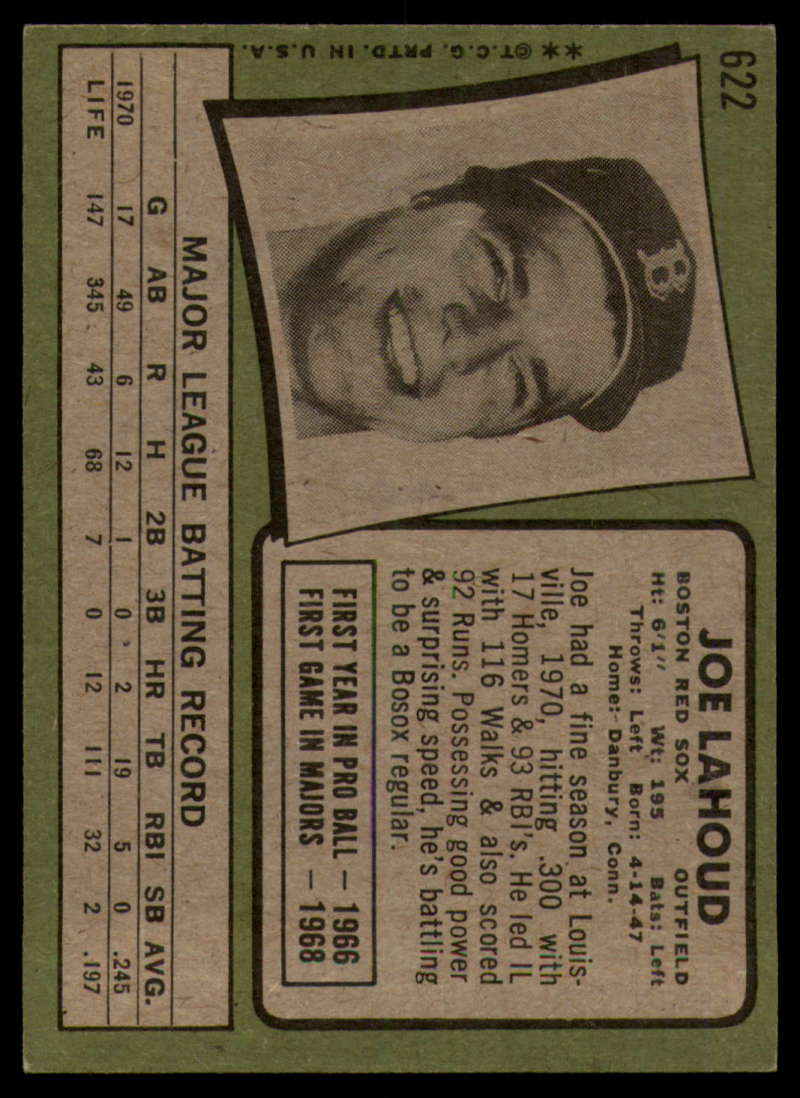 622
**©T.C.G. PRTD. IN U.S.A.
B
JOE LAHOUD
BOSTON RED SOX OUTFIELD
Ht: 6'1" Wt: 195 Bats: Left
Throws: Left Born: 4-14-47
Home:- Danbury, Conn.
Joe had a fine season at Louis-
ville, 1970, hitting .300 with
17 Homers & 93 RBI's. He led IL
with 116 Walks & also scored
92 Runs. Possessing good power
& surprising speed, he's battling
to be a Bosox regular.
FIRST YEAR IN PRO BALL — 1966
FIRST GAME IN MAJORS — 1968
MAJOR LEAGUE BATTING RECORD
G AB R H 2B 3B HR TB RBI SB AVG.
1970 17 49 6 12 1 0 2 19 5 0 .245
LIFE 147 345 43 68 7 0 12 111 32 2 .197